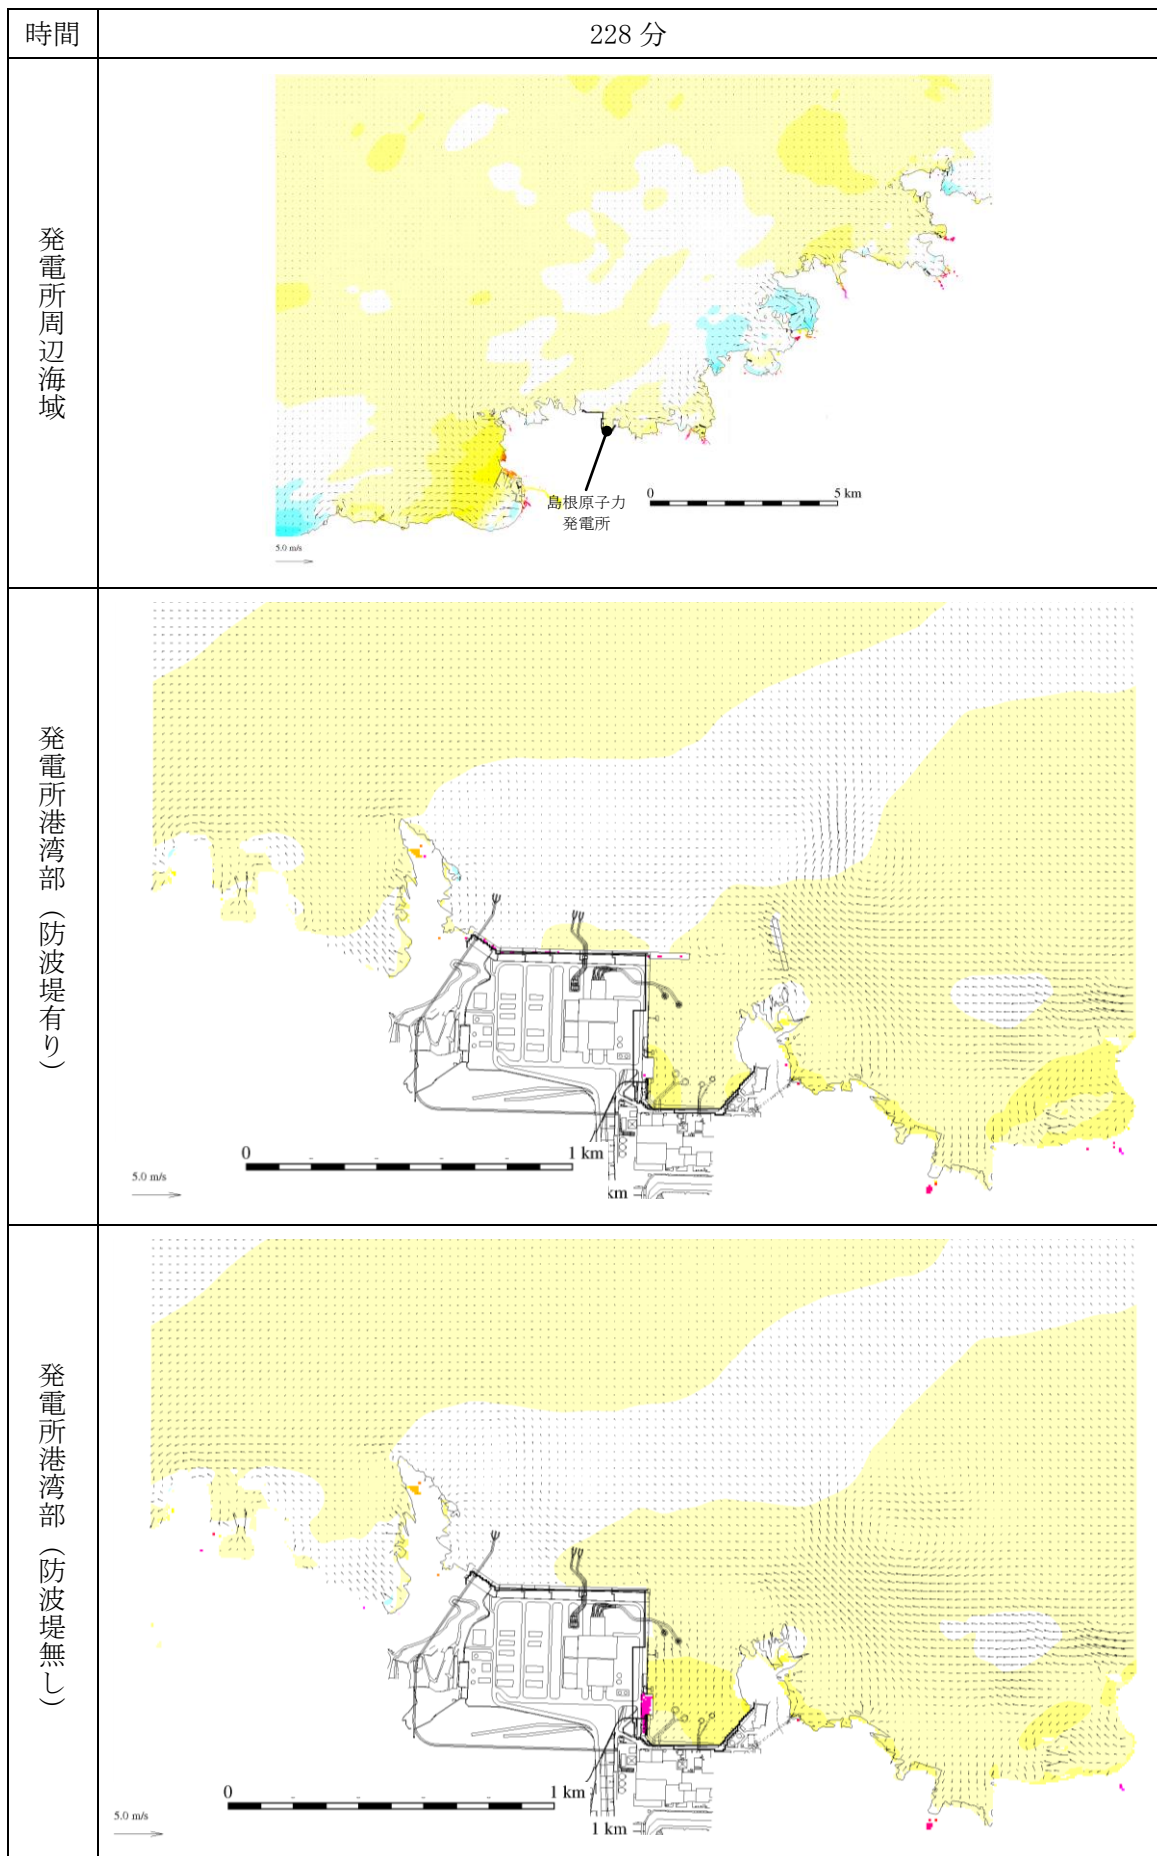 時間
228 分
発電所周辺海域
島根原子力
発電所
0
5 km
5.0 m/s
発電所港湾部（防波堤有り）
0
1 km
5.0 m/s
km
発電所港湾部（防波堤無し）
0
1 km
5.0 m/s
1 km